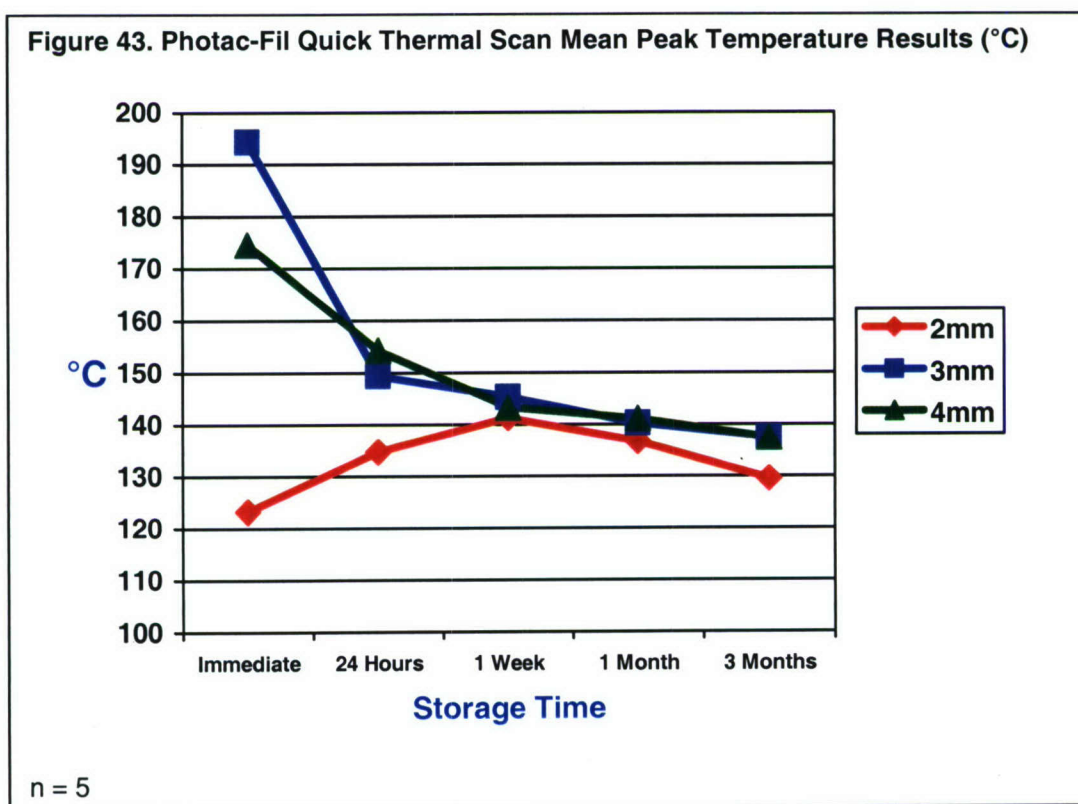 Figure 43. Photac-Fil Quick Thermal Scan Mean Peak Temperature Results (°C)
200
190
180
170
160
150
140
130
120
110
100
°C
Immediate 24 Hours 1 Week 1 Month 3 Months
Storage Time
2mm
3mm
4mm
n = 5